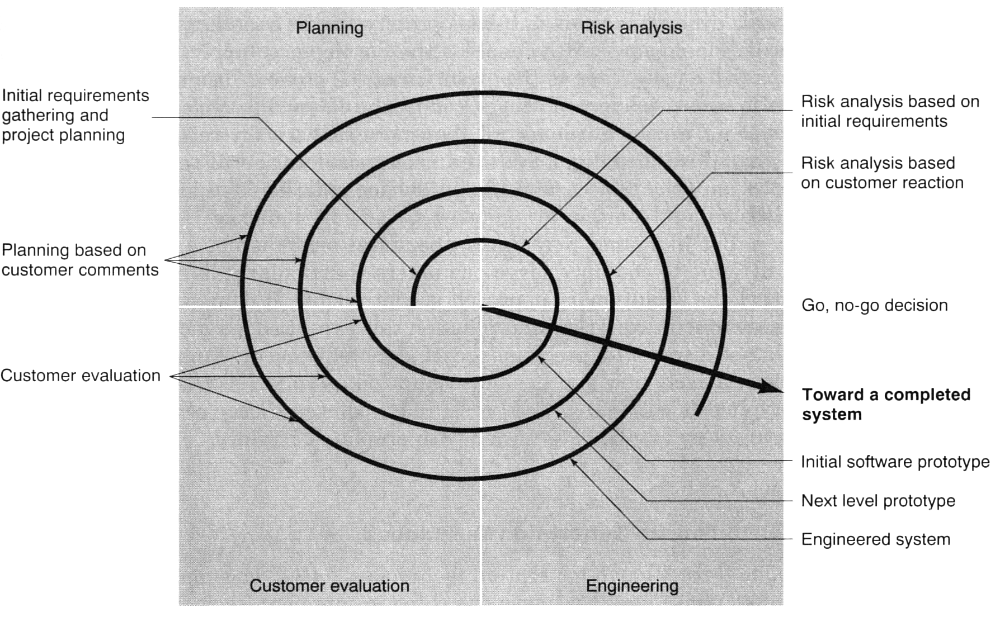 Planning
Risk analysis
Initial requirements
gathering and
project planning
Risk analysis based on
initial requirements
Risk analysis based
on customer reaction
Planning based on
customer comments
Go, no-go decision
Customer evaluation
Toward a completed
system
Initial software prototype
Next level prototype
Engineered system
Customer evaluation
Engineering